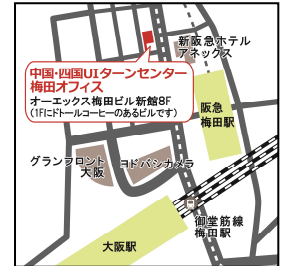 新阪急ホテル
アネックス
中国・四国UIターンセンター
梅田オフィス
オーエックス梅田ビル新館8F
(1Fにドトールコーヒーのあるビルです)
阪急
梅田駅
グランフロント
大阪
ヨドバシカメラ
御堂筋線
梅田駅
大阪駅